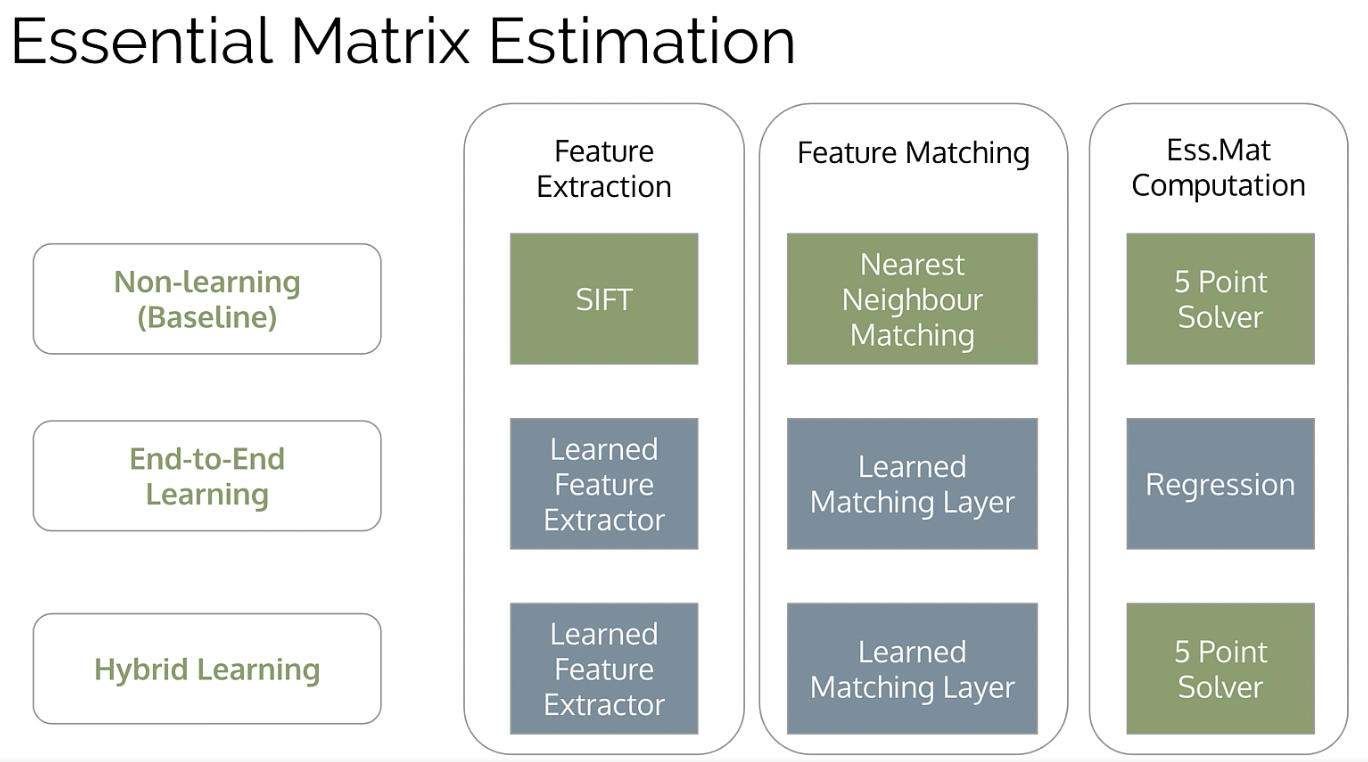 Essential Matrix Estimation
Feature
Extraction
Feature Matching
Ess.Mat
Computation
Non-learning
(Baseline)
SIFT
Nearest
Neighbour
Matching
5 Point
Solver
End-to-End
Learning
Learned
Feature
Extractor
Learned
Matching Layer
Regression
Hybrid Learning
Learned
Feature
Extractor
Learned
Matching Layer
5 Point
Solver